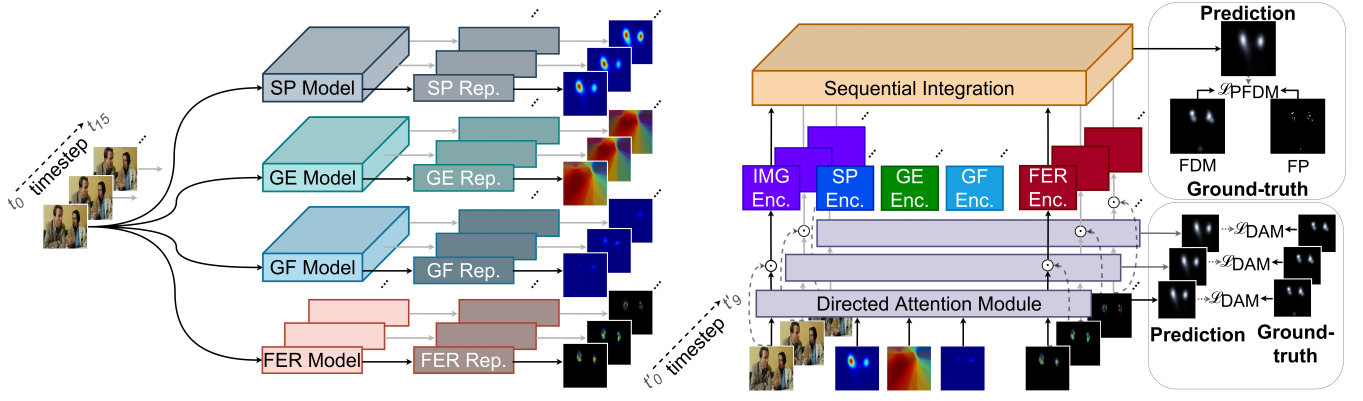 t0 timestep t15
SP Model
SP Rep.
GE Model
GE Rep.
GF Model
GF Rep.
FER Model
FER Rep.
t'0 timestep t'9
Sequential Integration
IMG
Enc.
SP
Enc.
GE
Enc.
GF
Enc.
FER
Enc.
Directed Attention Module
Prediction
ℒPFDM
FDM
FP
Ground-truth
ℒDAM
ℒDAM
ℒDAM
Prediction
Ground-
truth